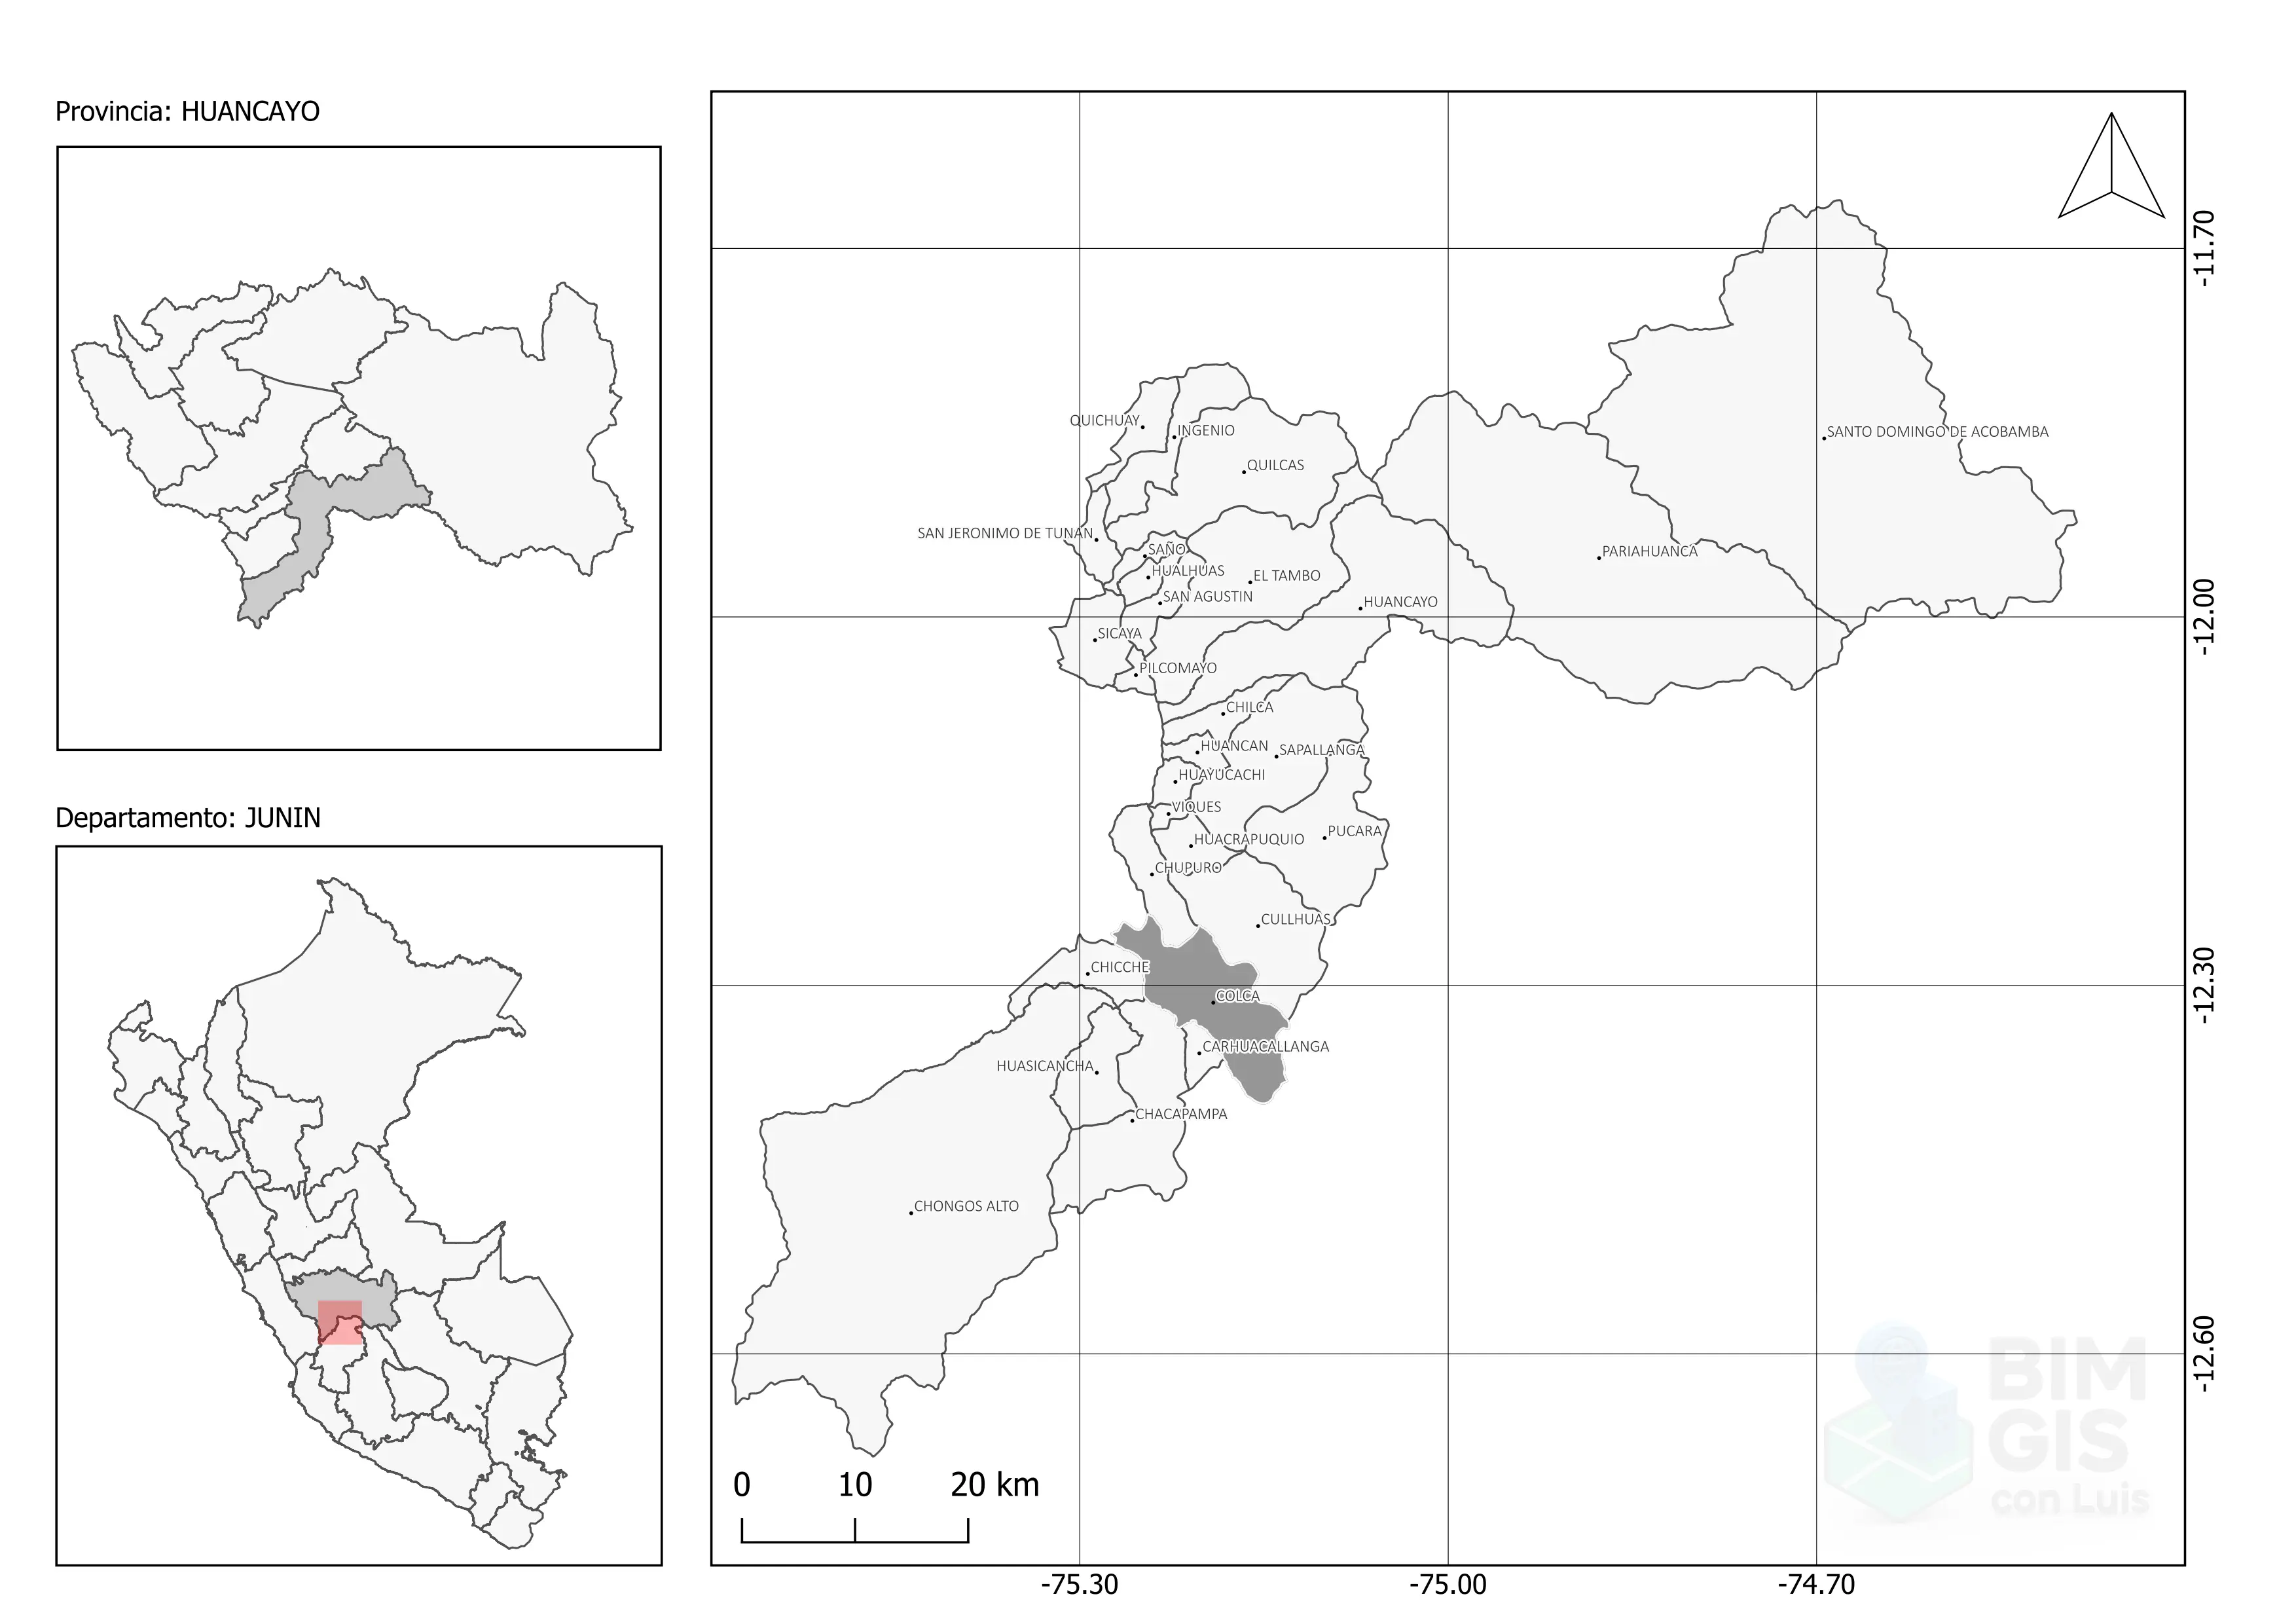 Provincia: HUANCAYO
Departamento: JUNIN
QUICHUAY
INGENIO
QUILCAS
SANTO DOMINGO DE ACOBAMBA
SAN JERONIMO DE TUNAN
SAÑO
HUALHUAS
EL TAMBO
PARIAHUANCA
SAN AGUSTIN
HUANCAYO
SICAYA
PILCOMAYO
CHILCA
HUANCAN
SAPALLANGA
HUAYUCACHI
VIQUES
HUACRAPUQUIO
PUCARA
CHUPURO
CULLHUAS
CHICCHE
COLCA
CARHUACALLANGA
HUASICANCHA
CHACAPAMPA
CHONGOS ALTO
0 10 20 km
-11.70
-12.00
-12.30
-12.60
-75.30 -75.00 -74.70
BIM
GIS
con Luis